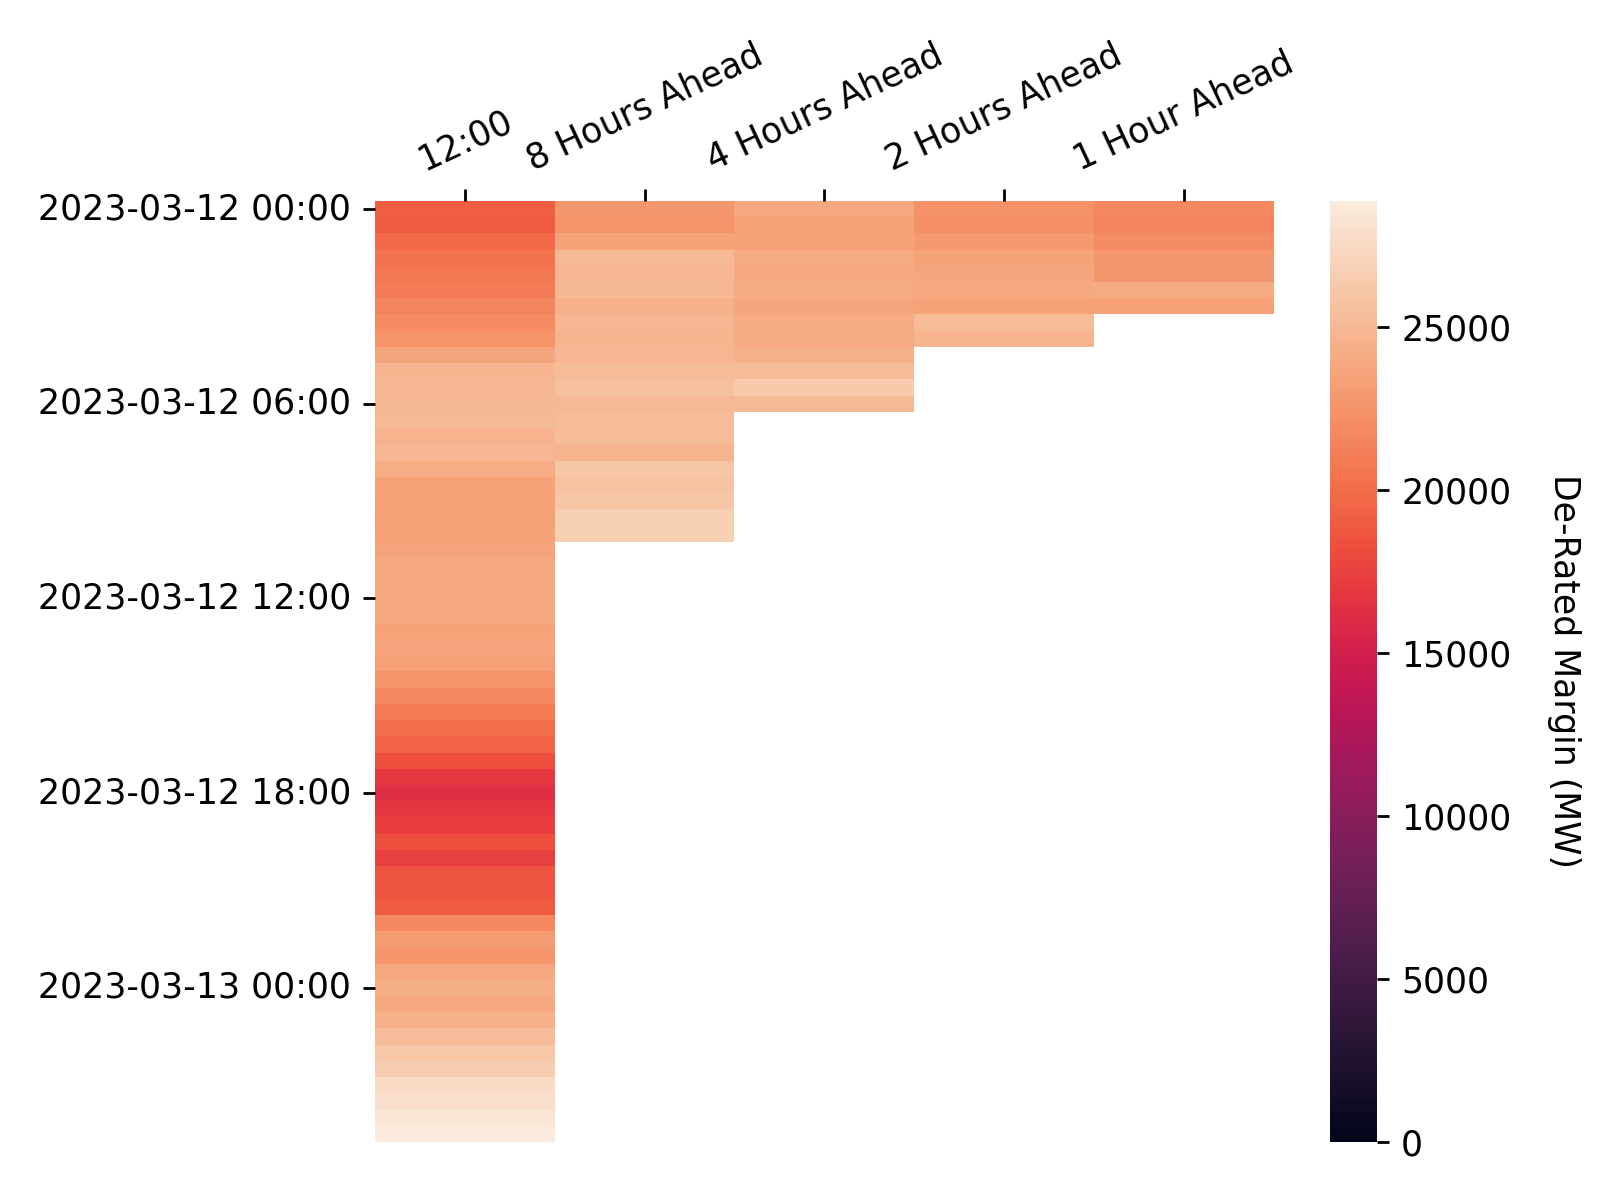 12:00
8 Hours Ahead
4 Hours Ahead
2 Hours Ahead
1 Hour Ahead
2023-03-12 00:00
2023-03-12 06:00
2023-03-12 12:00
2023-03-12 18:00
2023-03-13 00:00
25000
20000
15000
10000
5000
0
De-Rated Margin (MW)